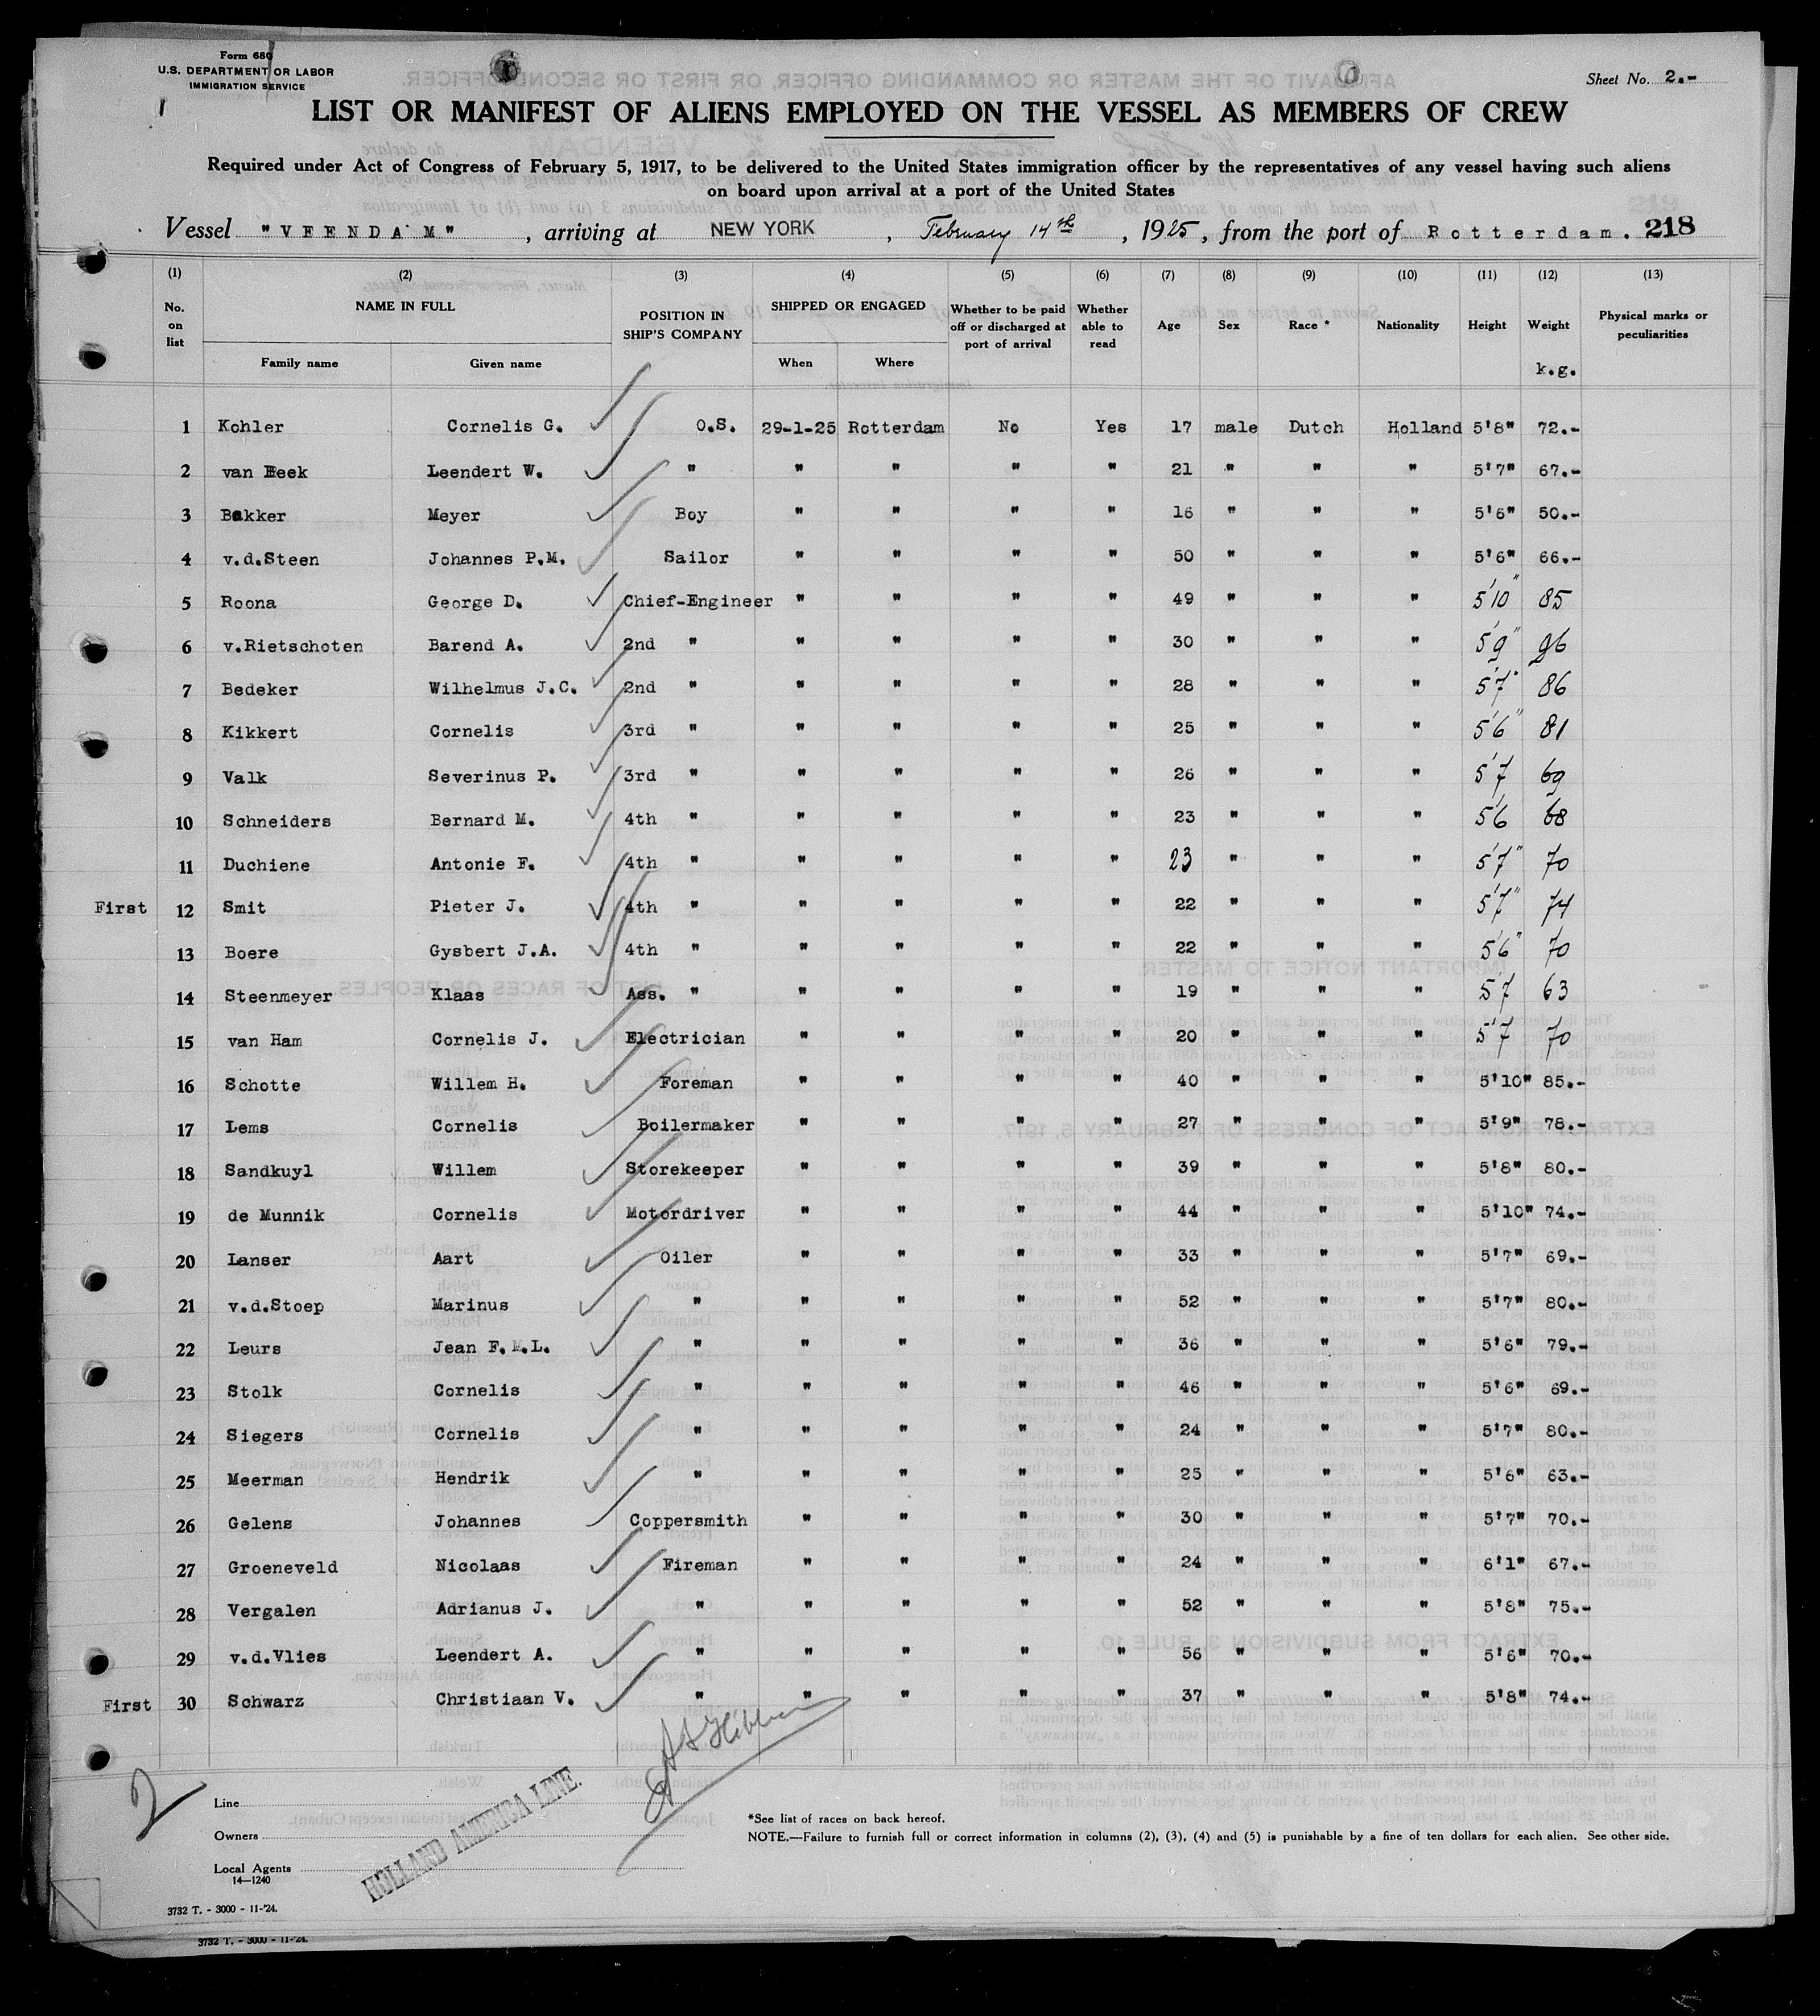 Form 680
U.S. DEPARTMENT OR LABOR
IMMIGRATION SERVICE
Sheet No. 2.-
LIST OR MANIFEST OF ALIENS EMPLOYED ON THE VESSEL AS MEMBERS OF CREW
Required under Act of Congress of February 5, 1917, to be delivered to the United States immigration officer by the representatives of any vessel having such aliens
on board upon arrival at a port of the United States
Vessel "VEENDAM", arriving at NEW YORK, February 14th, 1925, from the port of Rotterdam. 218
(1) (2) (3) (4) (5) (6) (7) (8) (9) (10) (11) (12) (13)
No. on list NAME IN FULL POSITION IN SHIP'S COMPANY SHIPPED OR ENGAGED Whether to be paid off or discharged at port of arrival Whether able to read Age Sex Race * Nationality Height Weight Physical marks or peculiarities
Family name Given name When Where k.g.
1 Kohler Cornelis G. O.S. 29-1-25 Rotterdam No Yes 17 male Dutch Holland 5'8" 72.-
2 van Beek Leendert W. " " " " " 21 " " " 5'7" 67.-
3 Bakker Meyer Boy " " " " 16 " " " 5'6" 50.-
4 v.d.Steen Johannes P.M. Sailor " " " " 50 " " " 5'6" 66.-
5 Roona George D. Chief-Engineer " " " " 49 " " " 5'10" 85
6 v.Rietschoten Barend A. 2nd " " " " " 30 " " " 5'9" 96
7 Bedeker Wilhelmus J.C. 2nd " " " " " 28 " " " 5'7" 86
8 Kikkert Cornelis 3rd " " " " " 25 " " " 5'6" 81
9 Valk Severinus P. 3rd " " " " " 26 " " " 5'7 69
10 Schneiders Bernard M. 4th " " " " " 23 " " " 5'6 68
11 Duchiene Antonie F. 4th " " " " " 23 " " " 5'7" 70
First 12 Smit Pieter J. 4th " " " " " 22 " " " 5'7" 74
13 Boere Gysbert J.A. 4th " " " " " 22 " " " 5'6" 70
14 Steenmeyer Klaas Ass. " " " " " 19 " " " 5'7 63
15 van Ham Cornelis J. Electrician " " " " 20 " " " 5'7 70
16 Schotte Willem H. Foreman " " " " 40 " " " 5'10" 85.-
17 Lems Cornelis Boilermaker " " " " 27 " " " 5'9" 78.-
18 Sandkuyl Willem Storekeeper " " " " 39 " " " 5'8" 80.-
19 de Munnik Cornelis Motordriver " " " " 44 " " " 5'10" 74.-
20 Lanser Aart Oiler " " " " 33 " " " 5'7" 69.-
21 v.d.Stoep Marinus " " " " " 52 " " " 5'7" 80.-
22 Leurs Jean F.M.L. " " " " " 36 " " " 5'6" 79.-
23 Stolk Cornelis " " " " " 46 " " " 5'6" 69.-
24 Siegers Cornelis " " " " " 24 " " " 5'7" 80.-
25 Meerman Hendrik " " " " " 25 " " " 5'6" 63.-
26 Gelens Johannes Coppersmith " " " " 30 " " " 5'7" 70.-
27 Groeneveld Nicolaas Fireman " " " " 24 " " " 6'1" 67.-
28 Vergalen Adrianus J. " " " " " 52 " " " 5'8" 75.-
29 v.d.Vlies Leendert A. " " " " " 56 " " " 5'6" 70.-
First 30 Schwarz Christiaan V. " " " " " 37 " " " 5'8" 74.-
2
Line
Owners
Local Agents
HOLLAND AMERICA LINE.
*See list of races on back hereof.
NOTE.—Failure to furnish full or correct information in columns (2), (3), (4) and (5) is punishable by a fine of ten dollars for each alien. See other side.
14—1240
3732 T. - 3000 - 11-'24.
3732 T. - 3000 - 11-'24.